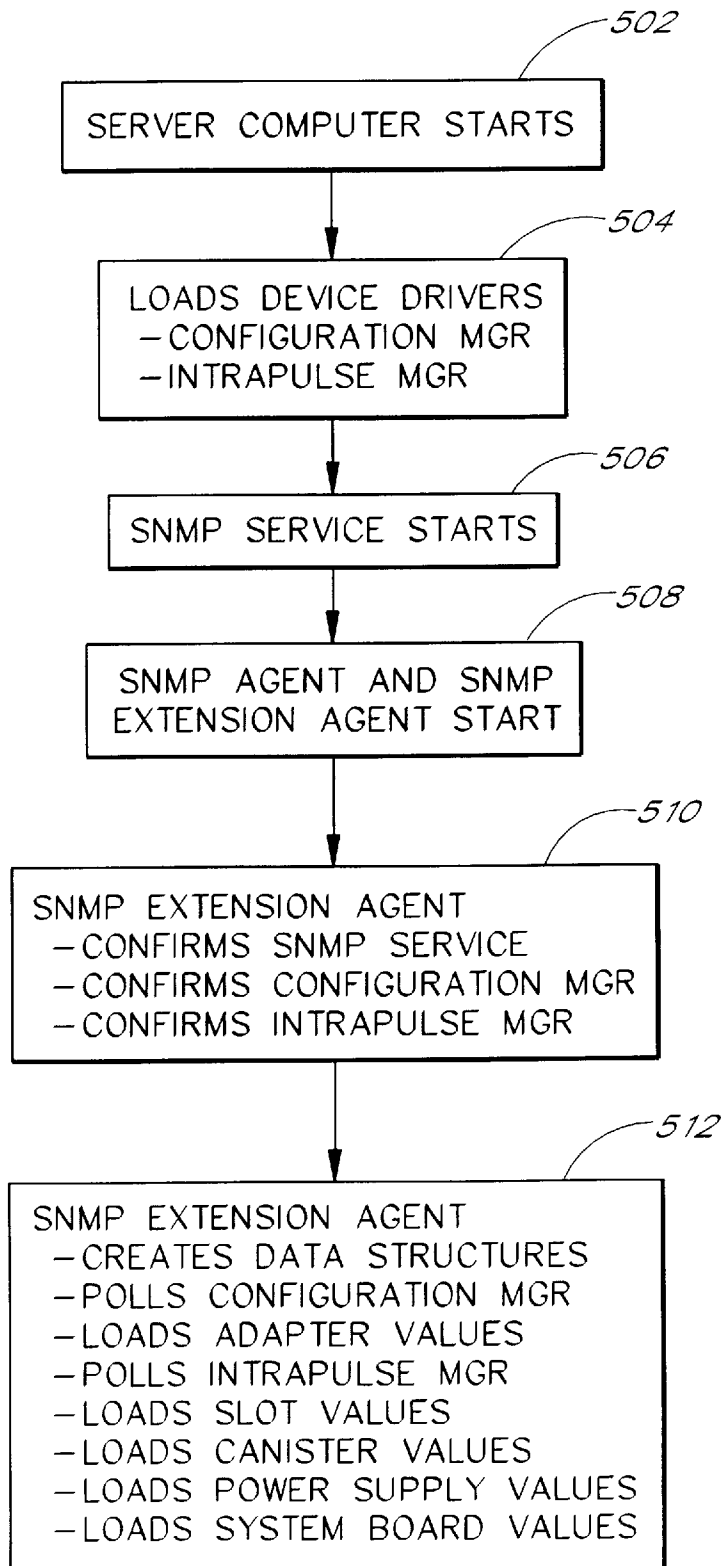 502
SERVER COMPUTER STARTS
504
LOADS DEVICE DRIVERS
-CONFIGURATION MGR
-INTRAPULSE MGR
506
SNMP SERVICE STARTS
508
SNMP AGENT AND SNMP
EXTENSION AGENT START
510
SNMP EXTENSION AGENT
-CONFIRMS SNMP SERVICE
-CONFIRMS CONFIGURATION MGR
-CONFIRMS INTRAPULSE MGR
512
SNMP EXTENSION AGENT
-CREATES DATA STRUCTURES
-POLLS CONFIGURATION MGR
-LOADS ADAPTER VALUES
-POLLS INTRAPULSE MGR
-LOADS SLOT VALUES
-LOADS CANISTER VALUES
-LOADS POWER SUPPLY VALUES
-LOADS SYSTEM BOARD VALUES